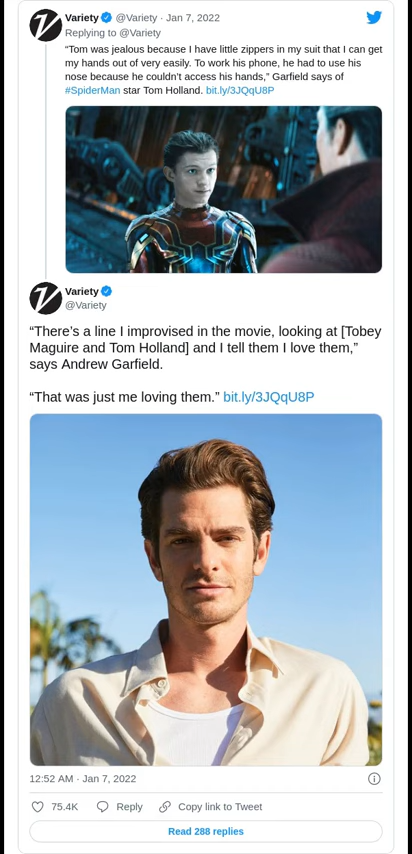 Variety @Variety · Jan 7, 2022
Replying to @Variety
“Tom was jealous because I have little zippers in my suit that I can get
my hands out of very easily. To work his phone, he had to use his
nose because he couldn’t access his hands,” Garfield says of
#SpiderMan star Tom Holland. bit.ly/3JQqU8P
Variety
@Variety
“There’s a line I improvised in the movie, looking at [Tobey
Maguire and Tom Holland] and I tell them I love them,”
says Andrew Garfield.
“That was just me loving them.” bit.ly/3JQqU8P
12:52 AM · Jan 7, 2022
75.4K Reply Copy link to Tweet
Read 288 replies